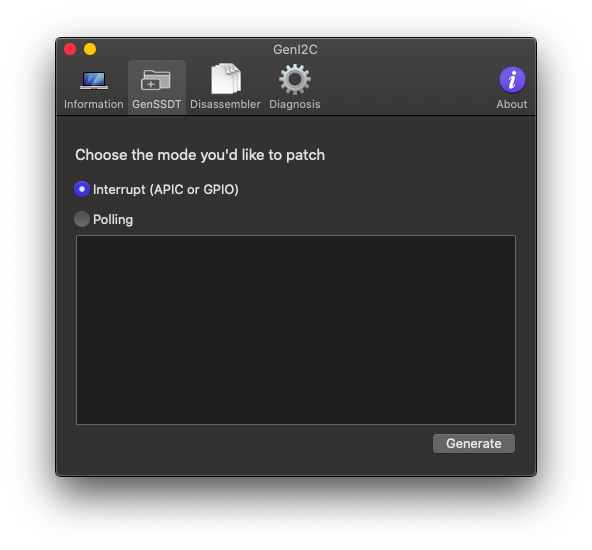 GenI2C
Information GenSSDT Disassembler Diagnosis About
Choose the mode you'd like to patch
Interrupt (APIC or GPIO)
Polling
Generate